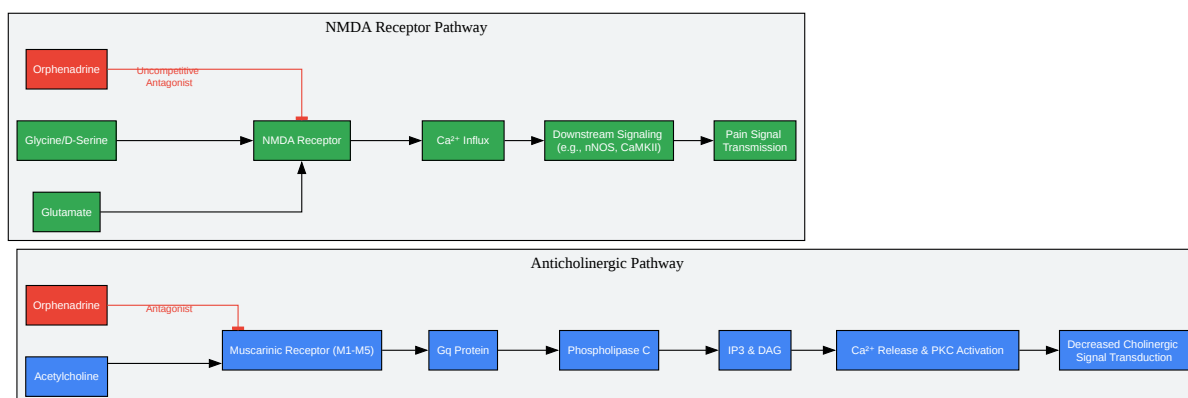 NMDA Receptor Pathway
Orphenadrine
Uncompetitive
Antagonist
Glycine/D-Serine
NMDA Receptor
Ca²⁺ Influx
Downstream Signaling
(e.g., nNOS, CaMKII)
Pain Signal
Transmission
Glutamate
Anticholinergic Pathway
Orphenadrine
Antagonist
Muscarinic Receptor (M1-M5)
Gq Protein
Phospholipase C
IP3 & DAG
Ca²⁺ Release & PKC Activation
Decreased Cholinergic
Signal Transduction
Acetylcholine